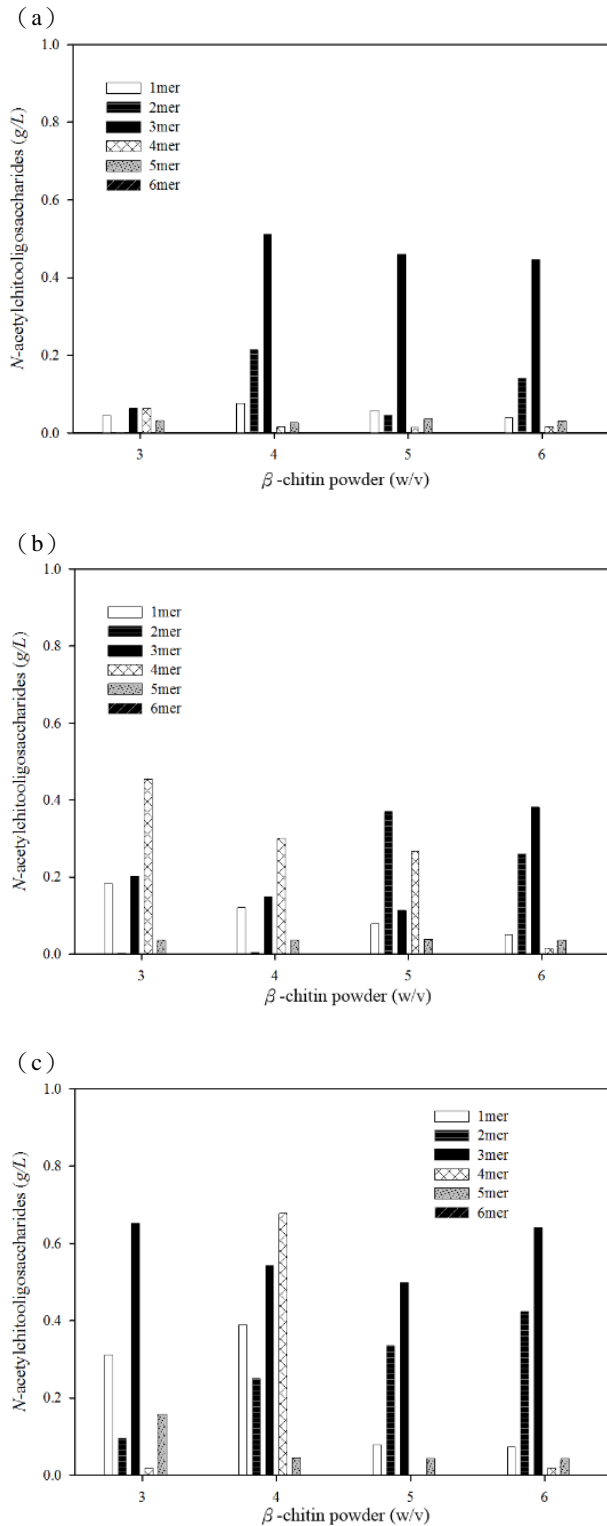 (a)
1.0
0.8
0.6
0.4
0.2
0.0
N-acetylchitooligosaccharides (g/L)
1mer
2mer
3mer
4mer
5mer
6mer
3 4 5 6
β-chitin powder (w/v)
(b)
1.0
0.8
0.6
0.4
0.2
0.0
N-acetylchitooligosaccharides (g/L)
1mer
2mer
3mer
4mer
5mer
6mer
3 4 5 6
β-chitin powder (w/v)
(c)
1.0
0.8
0.6
0.4
0.2
0.0
N-acetylchitooligosaccharides (g/L)
1mer
2mer
3mer
4mer
5mer
6mer
3 4 5 6
β-chitin powder (w/v)